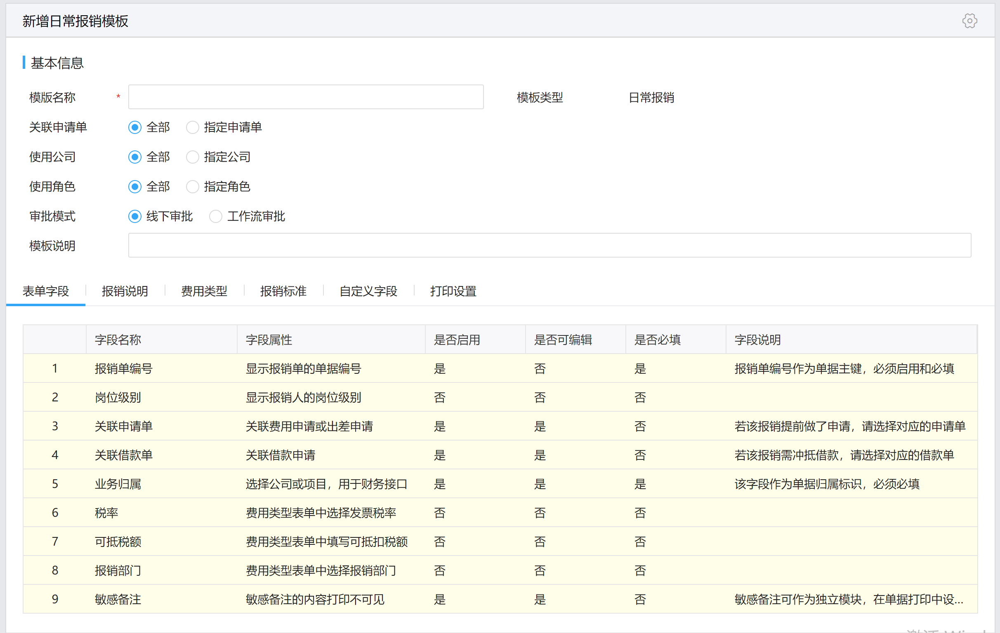 新增日常报销模板
基本信息
模版名称 * 模板类型 日常报销
关联申请单 全部 指定申请单
使用公司 全部 指定公司
使用角色 全部 指定角色
审批模式 线下审批 工作流审批
模板说明
表单字段 报销说明 费用类型 报销标准 自定义字段 打印设置
字段名称 字段属性 是否启用 是否可编辑 是否必填 字段说明
1 报销单编号 显示报销单的单据编号 是 否 是 报销单编号作为单据主键，必须启用和必填
2 岗位级别 显示报销人的岗位级别 否 否 否
3 关联申请单 关联费用申请或出差申请 是 是 否 若该报销提前做了申请，请选择对应的申请单
4 关联借款单 关联借款申请 是 是 否 若该报销需冲抵借款，请选择对应的借款单
5 业务归属 选择公司或项目，用于财务接口 是 是 是 该字段作为单据归属标识，必须必填
6 税率 费用类型表单中选择发票税率 否 否 否
7 可抵税额 费用类型表单中填写可抵扣税额 否 否 否
8 报销部门 费用类型表单中选择报销部门 否 否 否
9 敏感备注 敏感备注的内容打印不可见 是 是 否 敏感备注可作为独立模块，在单据打印中设...